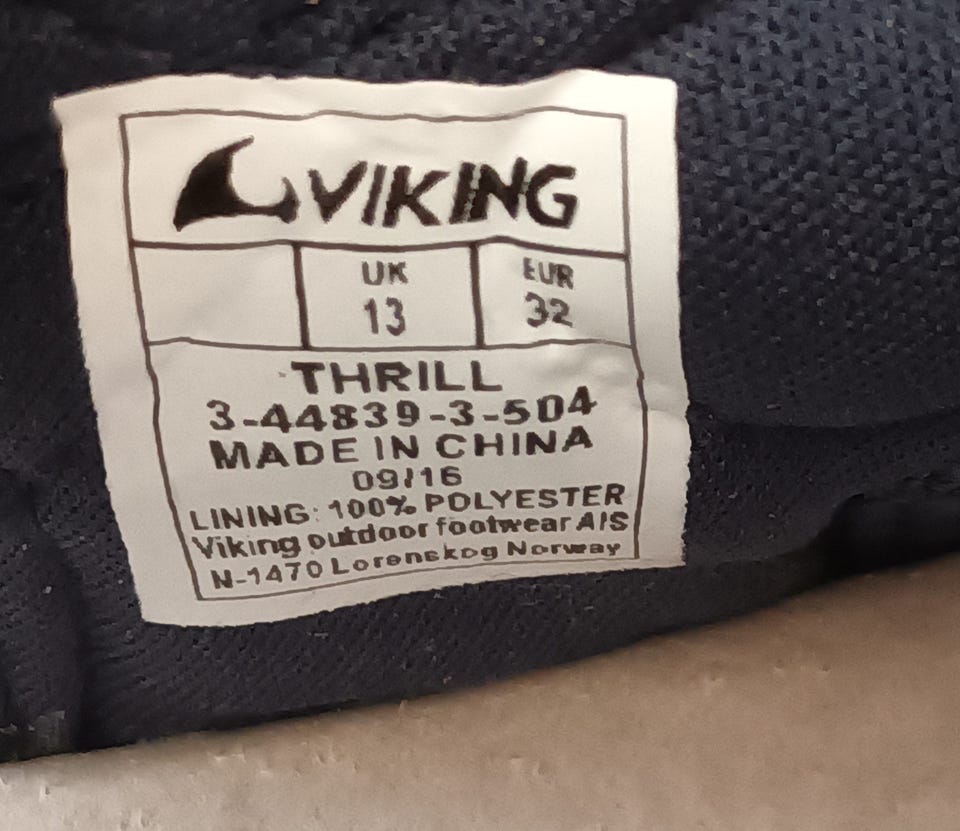 VIKING
UK EUR
13 32
THRILL
3-44839-3-504
MADE IN CHINA
09/16
LINING: 100% POLYESTER
Viking outdoor footwear A/S
N-1470 Lorenskog Norway